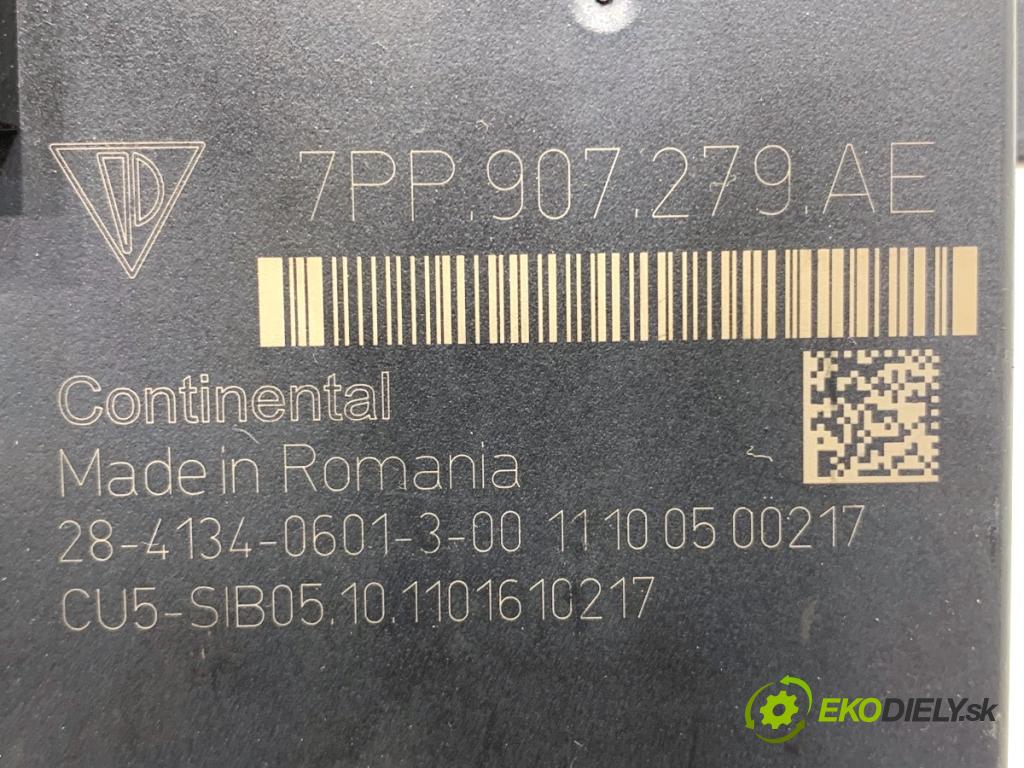 7PP.907.279.AE
Continental
Made in Romania
28-4134-0601-3-00 11 10 05 00217
CU5-SIB05.10.1101610217
EKODIELY.sk